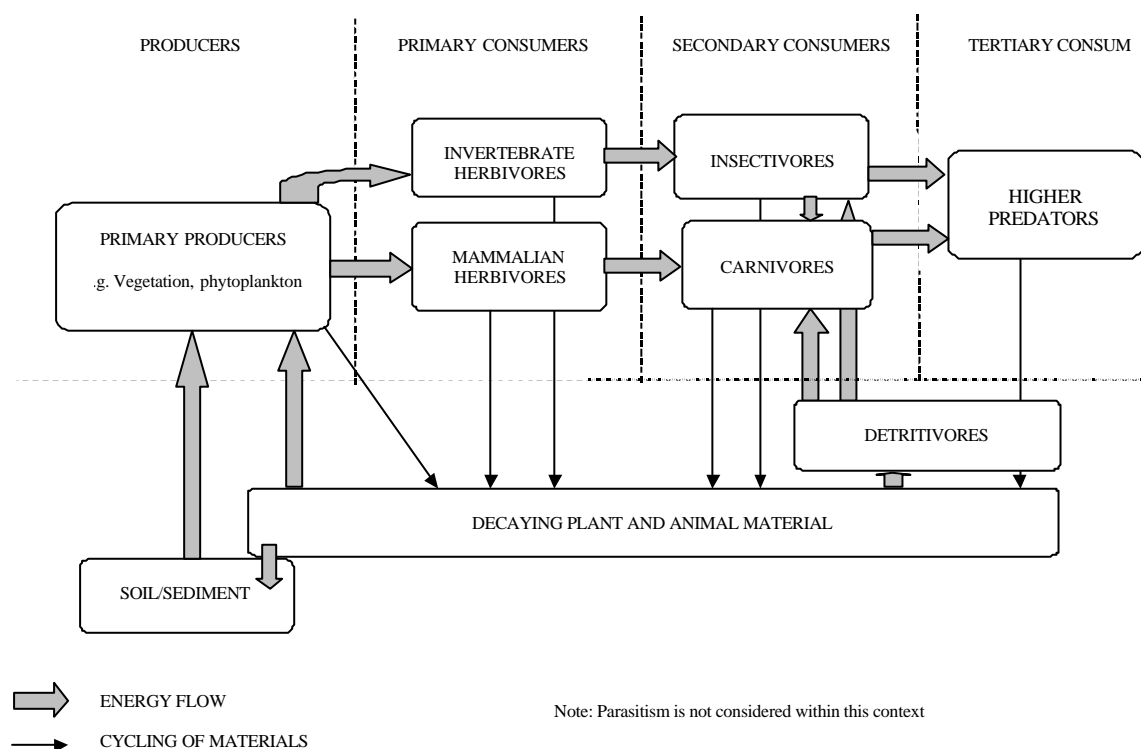 PRODUCERS
PRIMARY CONSUMERS
SECONDARY CONSUMERS
TERTIARY CONSUM
INVERTEBRATE
HERBIVORES
INSECTIVORES
HIGHER
PREDATORS
PRIMARY PRODUCERS
.g. Vegetation, phytoplankton
MAMMALIAN
HERBIVORES
CARNIVORES
DETRITIVORES
DECAYING PLANT AND ANIMAL MATERIAL
SOIL/SEDIMENT
ENERGY FLOW
Note: Parasitism is not considered within this context
CYCLING OF MATERIALS